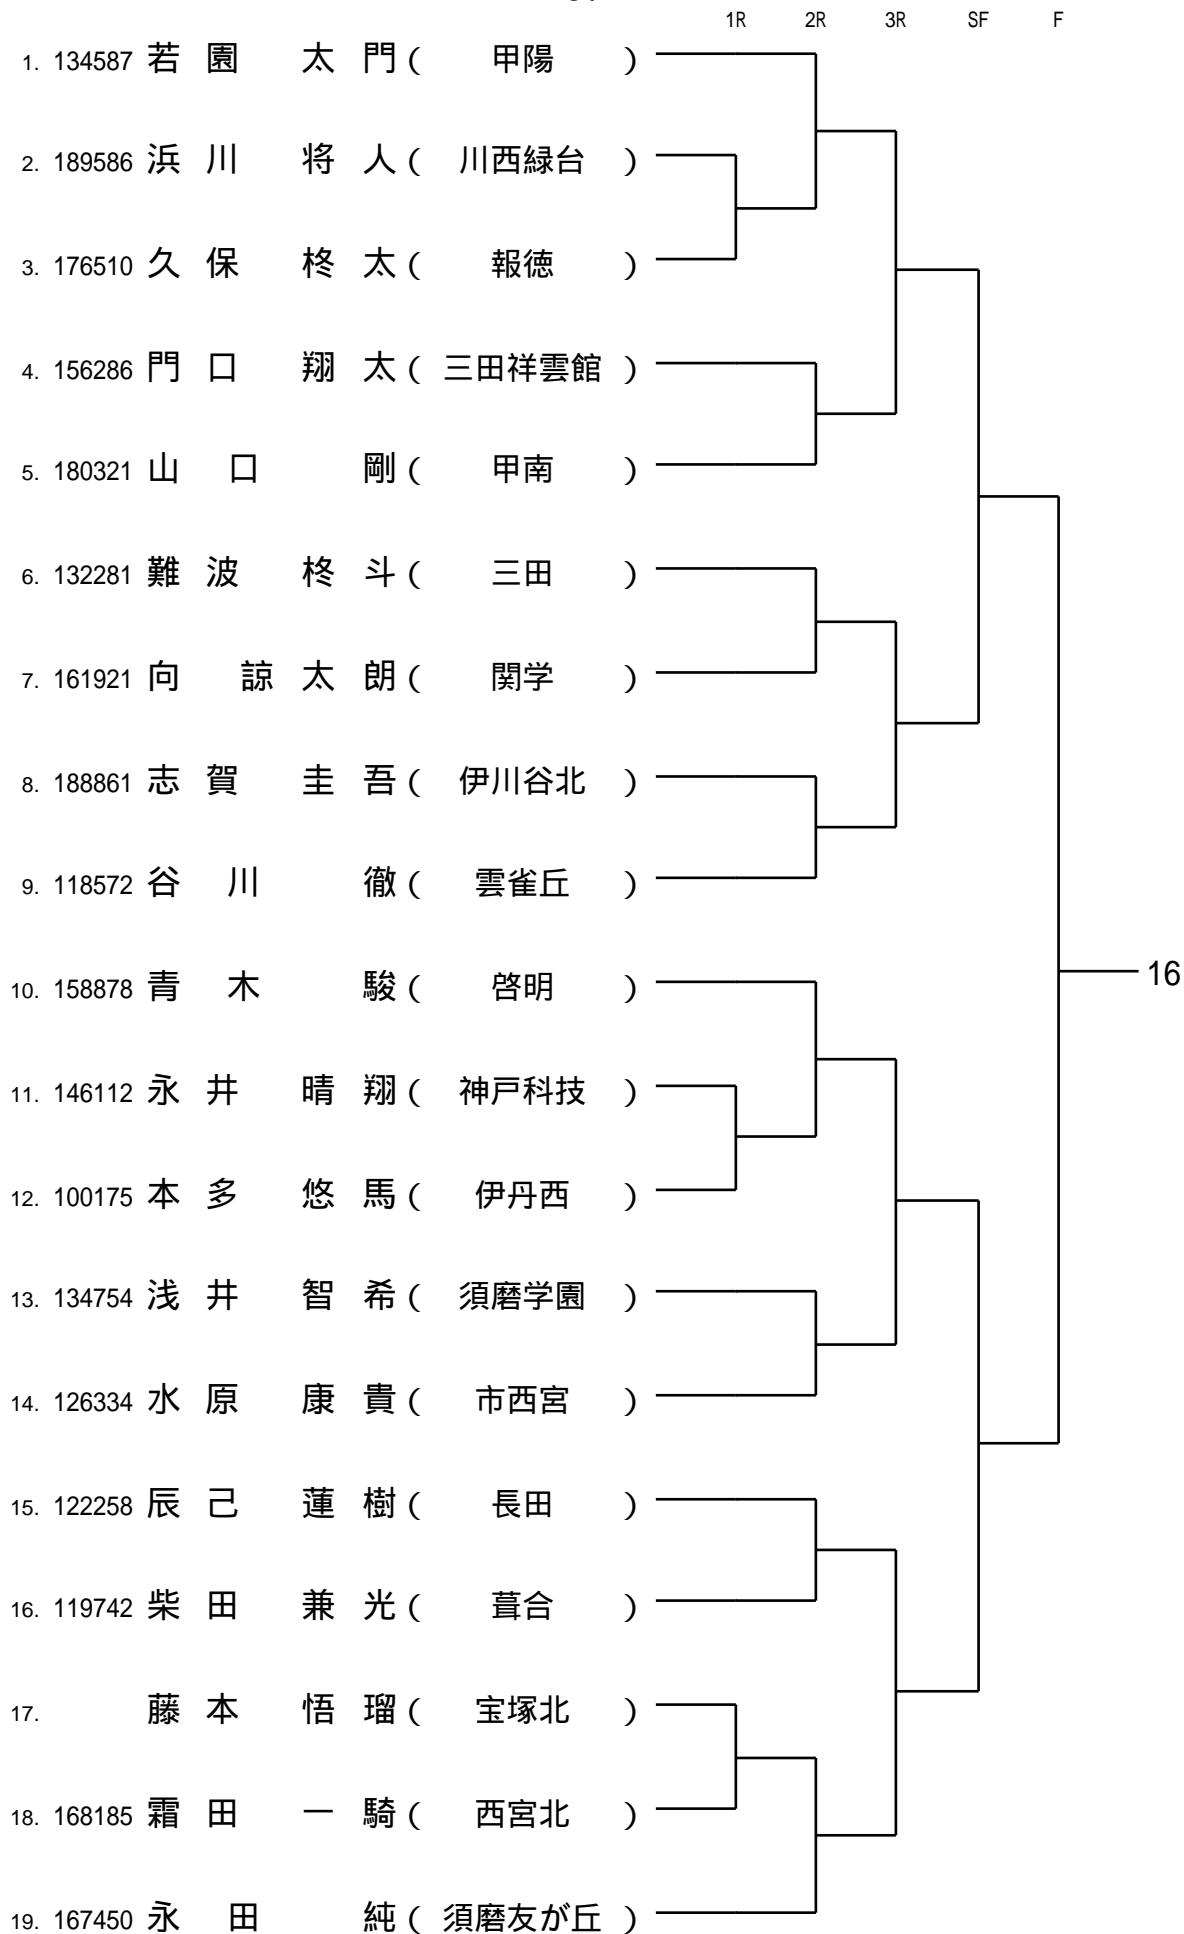 1R 2R 3R SF F
1. 134587 若園 太門 ( 甲陽 )
2. 189586 浜川 将人 ( 川西緑台 )
3. 176510 久保 柊太 ( 報徳 )
4. 156286 門口 翔太 ( 三田祥雲館 )
5. 180321 山口 剛 ( 甲南 )
6. 132281 難波 柊斗 ( 三田 )
7. 161921 向 諒太朗 ( 関学 )
8. 188861 志賀 圭吾 ( 伊川谷北 )
9. 118572 谷川 徹 ( 雲雀丘 )
10. 158878 青木 駿 ( 啓明 )
16
11. 146112 永井 晴翔 ( 神戸科技 )
12. 100175 本多 悠馬 ( 伊丹西 )
13. 134754 浅井 智希 ( 須磨学園 )
14. 126334 水原 康貴 ( 市西宮 )
15. 122258 辰己 蓮樹 ( 長田 )
16. 119742 柴田 兼光 ( 葺合 )
17. 藤本 悟瑠 ( 宝塚北 )
18. 168185 霜田 一騎 ( 西宮北 )
19. 167450 永田 純 ( 須磨友が丘 )